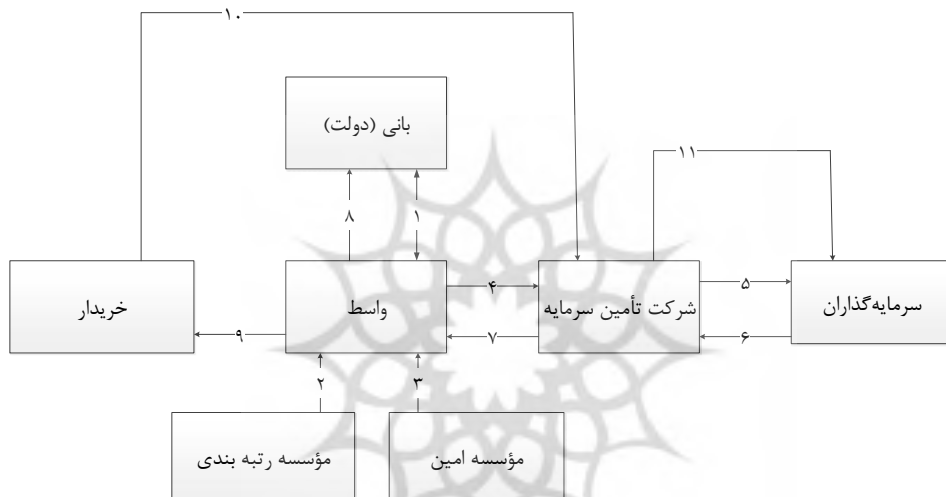 ۱۰
بانی (دولت)
۱۱
۸
۱
خریدار
واسط
شرکت تأمین سرمایه
سرمایه‌گذاران
۴
۵
۹
۷
۶
۲
۳
مؤسسه رتبه بندی
مؤسسه امین